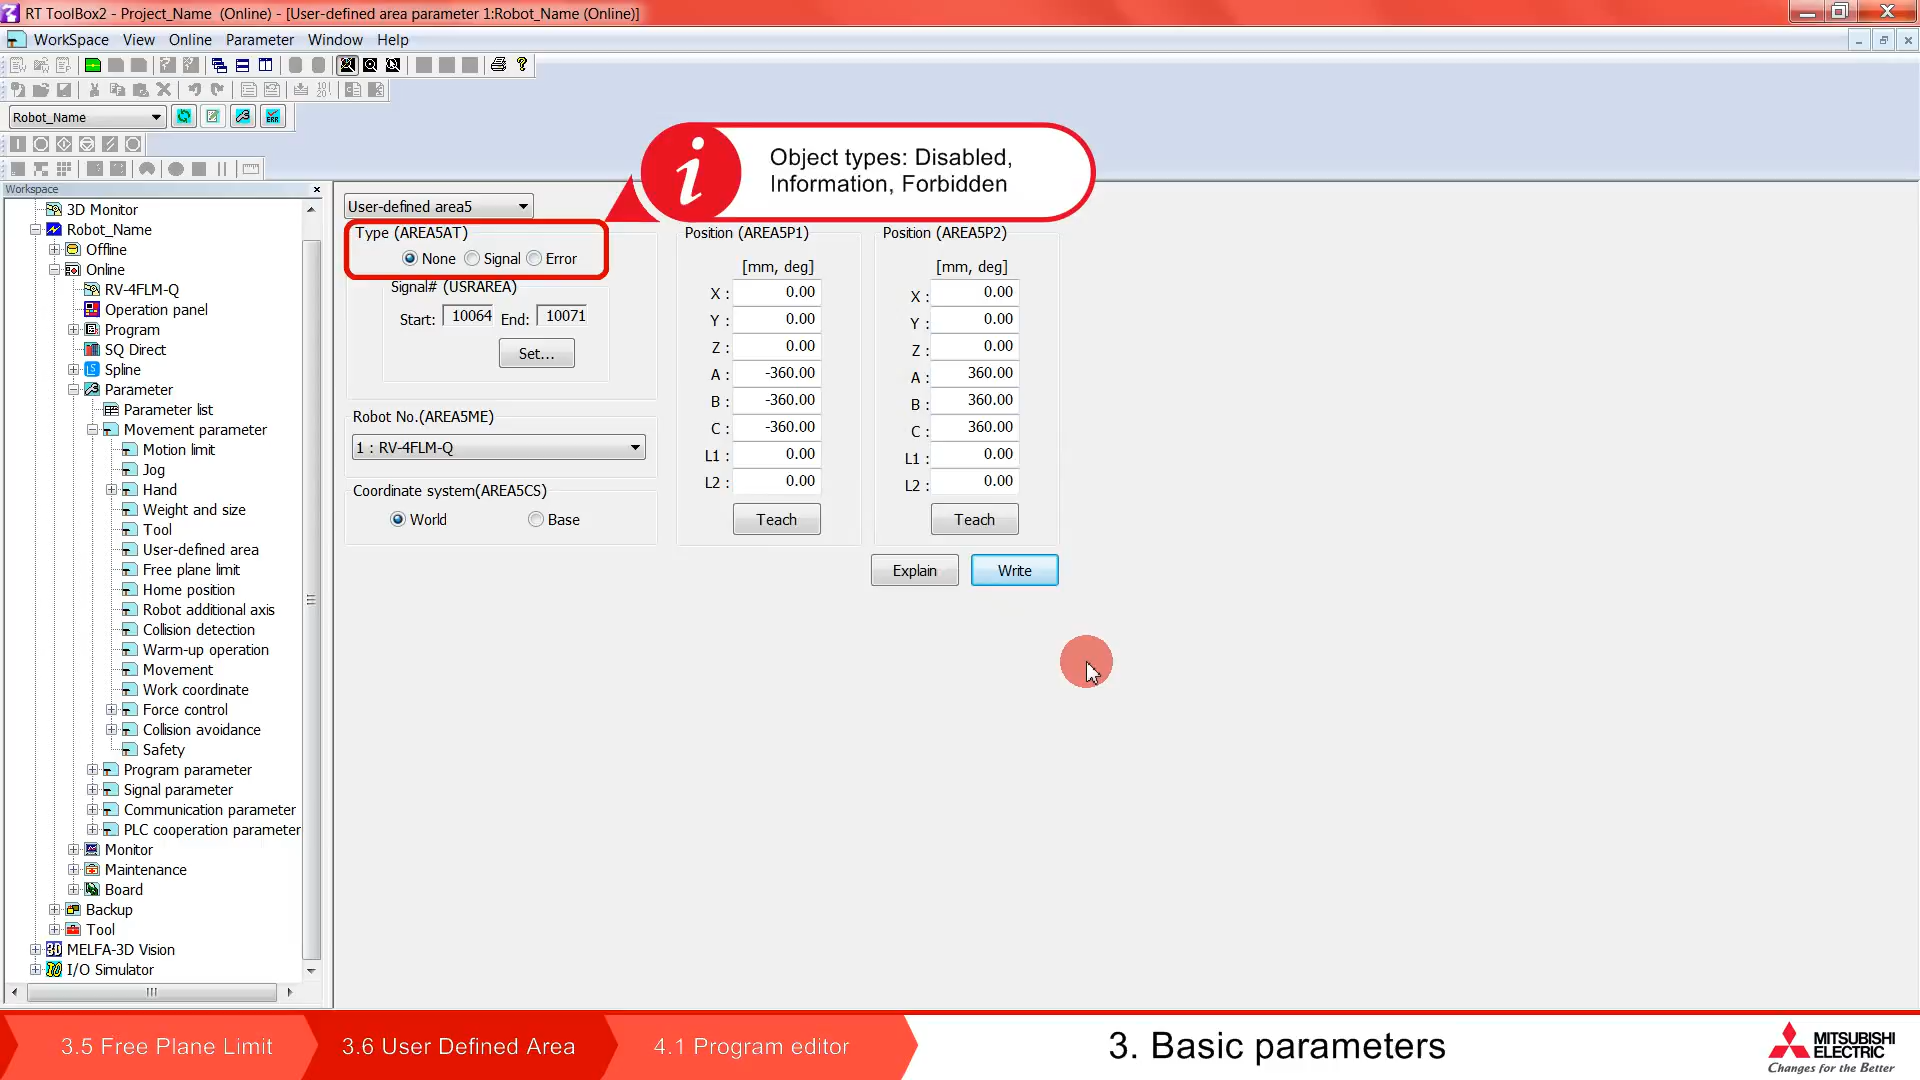 RT ToolBox2 - Project_Name (Online) - [User-defined area parameter 1:Robot_Name (Online)]
WorkSpace View Online Parameter Window Help
Robot_Name
Object types: Disabled,
Information, Forbidden
Workspace
3D Monitor
Robot_Name
Offline
Online
RV-4FLM-Q
Operation panel
Program
SQ Direct
Spline
Parameter
Parameter list
Movement parameter
Motion limit
Jog
Hand
Weight and size
Tool
User-defined area
Free plane limit
Home position
Robot additional axis
Collision detection
Warm-up operation
Movement
Work coordinate
Force control
Collision avoidance
Safety
Program parameter
Signal parameter
Communication parameter
PLC cooperation parameter
Monitor
Maintenance
Board
Backup
Tool
MELFA-3D Vision
I/O Simulator
User-defined area5
Type (AREA5AT)
None Signal Error
Signal# (USRAREA)
Start: 10064 End: 10071
Set...
Robot No.(AREA5ME)
1 : RV-4FLM-Q
Coordinate system(AREA5CS)
World Base
Position (AREA5P1)
[mm, deg]
X : 0.00
Y : 0.00
Z : 0.00
A : -360.00
B : -360.00
C : -360.00
L1 : 0.00
L2 : 0.00
Teach
Position (AREA5P2)
[mm, deg]
X : 0.00
Y : 0.00
Z : 0.00
A : 360.00
B : 360.00
C : 360.00
L1 : 0.00
L2 : 0.00
Teach
Explain Write
3.5 Free Plane Limit
3.6 User Defined Area
4.1 Program editor
3. Basic parameters
MITSUBISHI
ELECTRIC
Changes for the Better